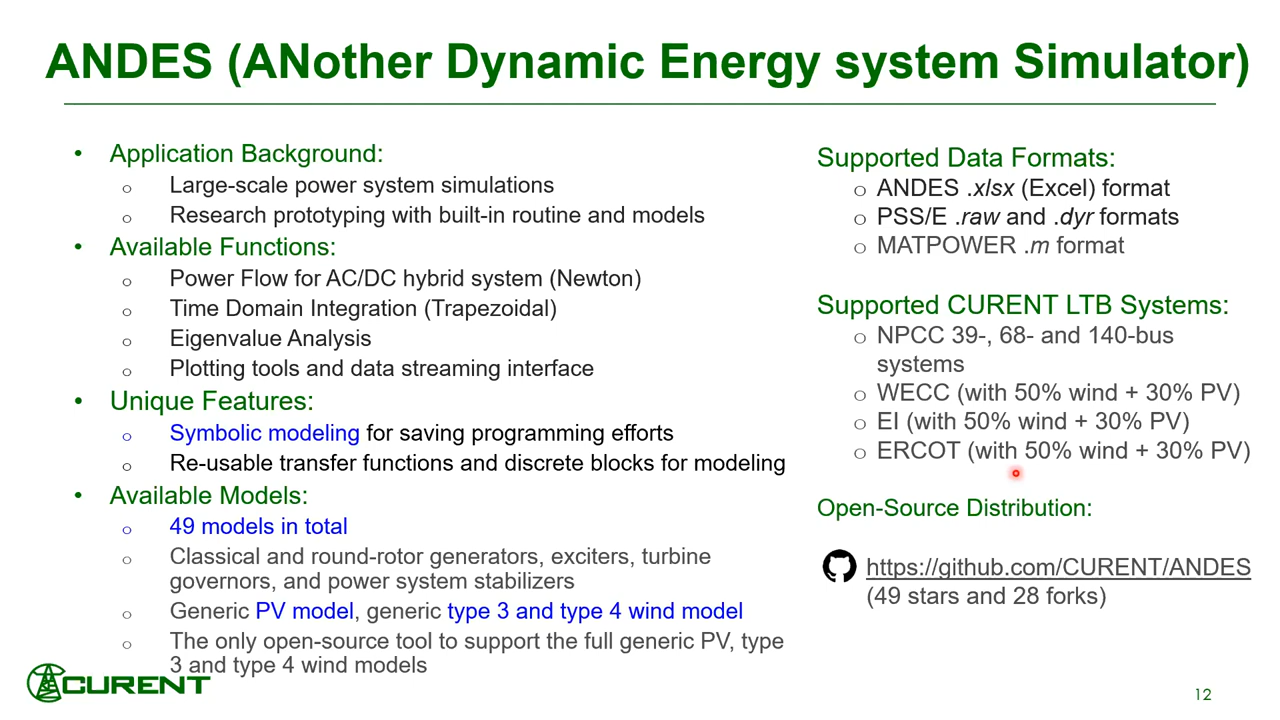 ANDES (ANother Dynamic Energy system Simulator)
• Application Background:
o Large-scale power system simulations
o Research prototyping with built-in routine and models
• Available Functions:
o Power Flow for AC/DC hybrid system (Newton)
o Time Domain Integration (Trapezoidal)
o Eigenvalue Analysis
o Plotting tools and data streaming interface
• Unique Features:
o Symbolic modeling for saving programming efforts
o Re-usable transfer functions and discrete blocks for modeling
• Available Models:
o 49 models in total
o Classical and round-rotor generators, exciters, turbine
governors, and power system stabilizers
o Generic PV model, generic type 3 and type 4 wind model
o The only open-source tool to support the full generic PV, type
3 and type 4 wind models
Supported Data Formats:
o ANDES .xlsx (Excel) format
o PSS/E .raw and .dyr formats
o MATPOWER .m format
Supported CURENT LTB Systems:
o NPCC 39-, 68- and 140-bus
systems
o WECC (with 50% wind + 30% PV)
o EI (with 50% wind + 30% PV)
o ERCOT (with 50% wind + 30% PV)
Open-Source Distribution:
https://github.com/CURENT/ANDES
(49 stars and 28 forks)
CURENT
12